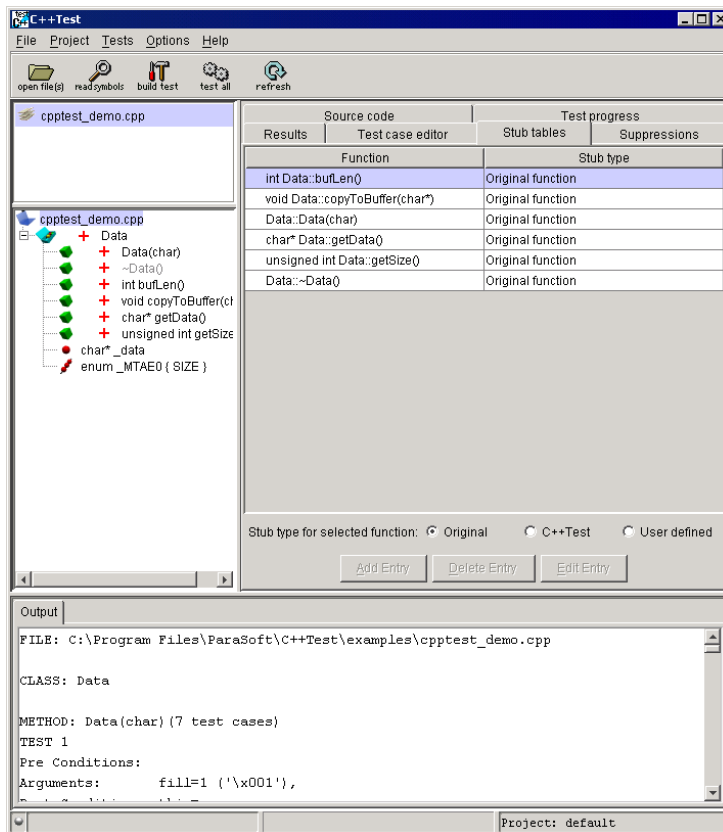 C++Test
File Project Tests Options Help
open file(s) read symbols build test test all refresh
cpptest_demo.cpp
cpptest_demo.cpp
Data
Data(char)
~Data()
int bufLen()
void copyToBuffer(ch
char* getData()
unsigned int getSize
char* _data
enum _MTAE0 { SIZE }
Source code Test progress
Results Test case editor Stub tables Suppressions
Function Stub type
int Data::bufLen() Original function
void Data::copyToBuffer(char*) Original function
Data::Data(char) Original function
char* Data::getData() Original function
unsigned int Data::getSize() Original function
Data::~Data() Original function
Stub type for selected function: Original C++Test User defined
Add Entry Delete Entry Edit Entry
Output
FILE: C:\Program Files\ParaSoft\C++Test\examples\cpptest_demo.cpp
CLASS: Data
METHOD: Data(char) (7 test cases)
TEST 1
Pre Conditions:
Arguments: fill=1 ('\x001'),
Project: default